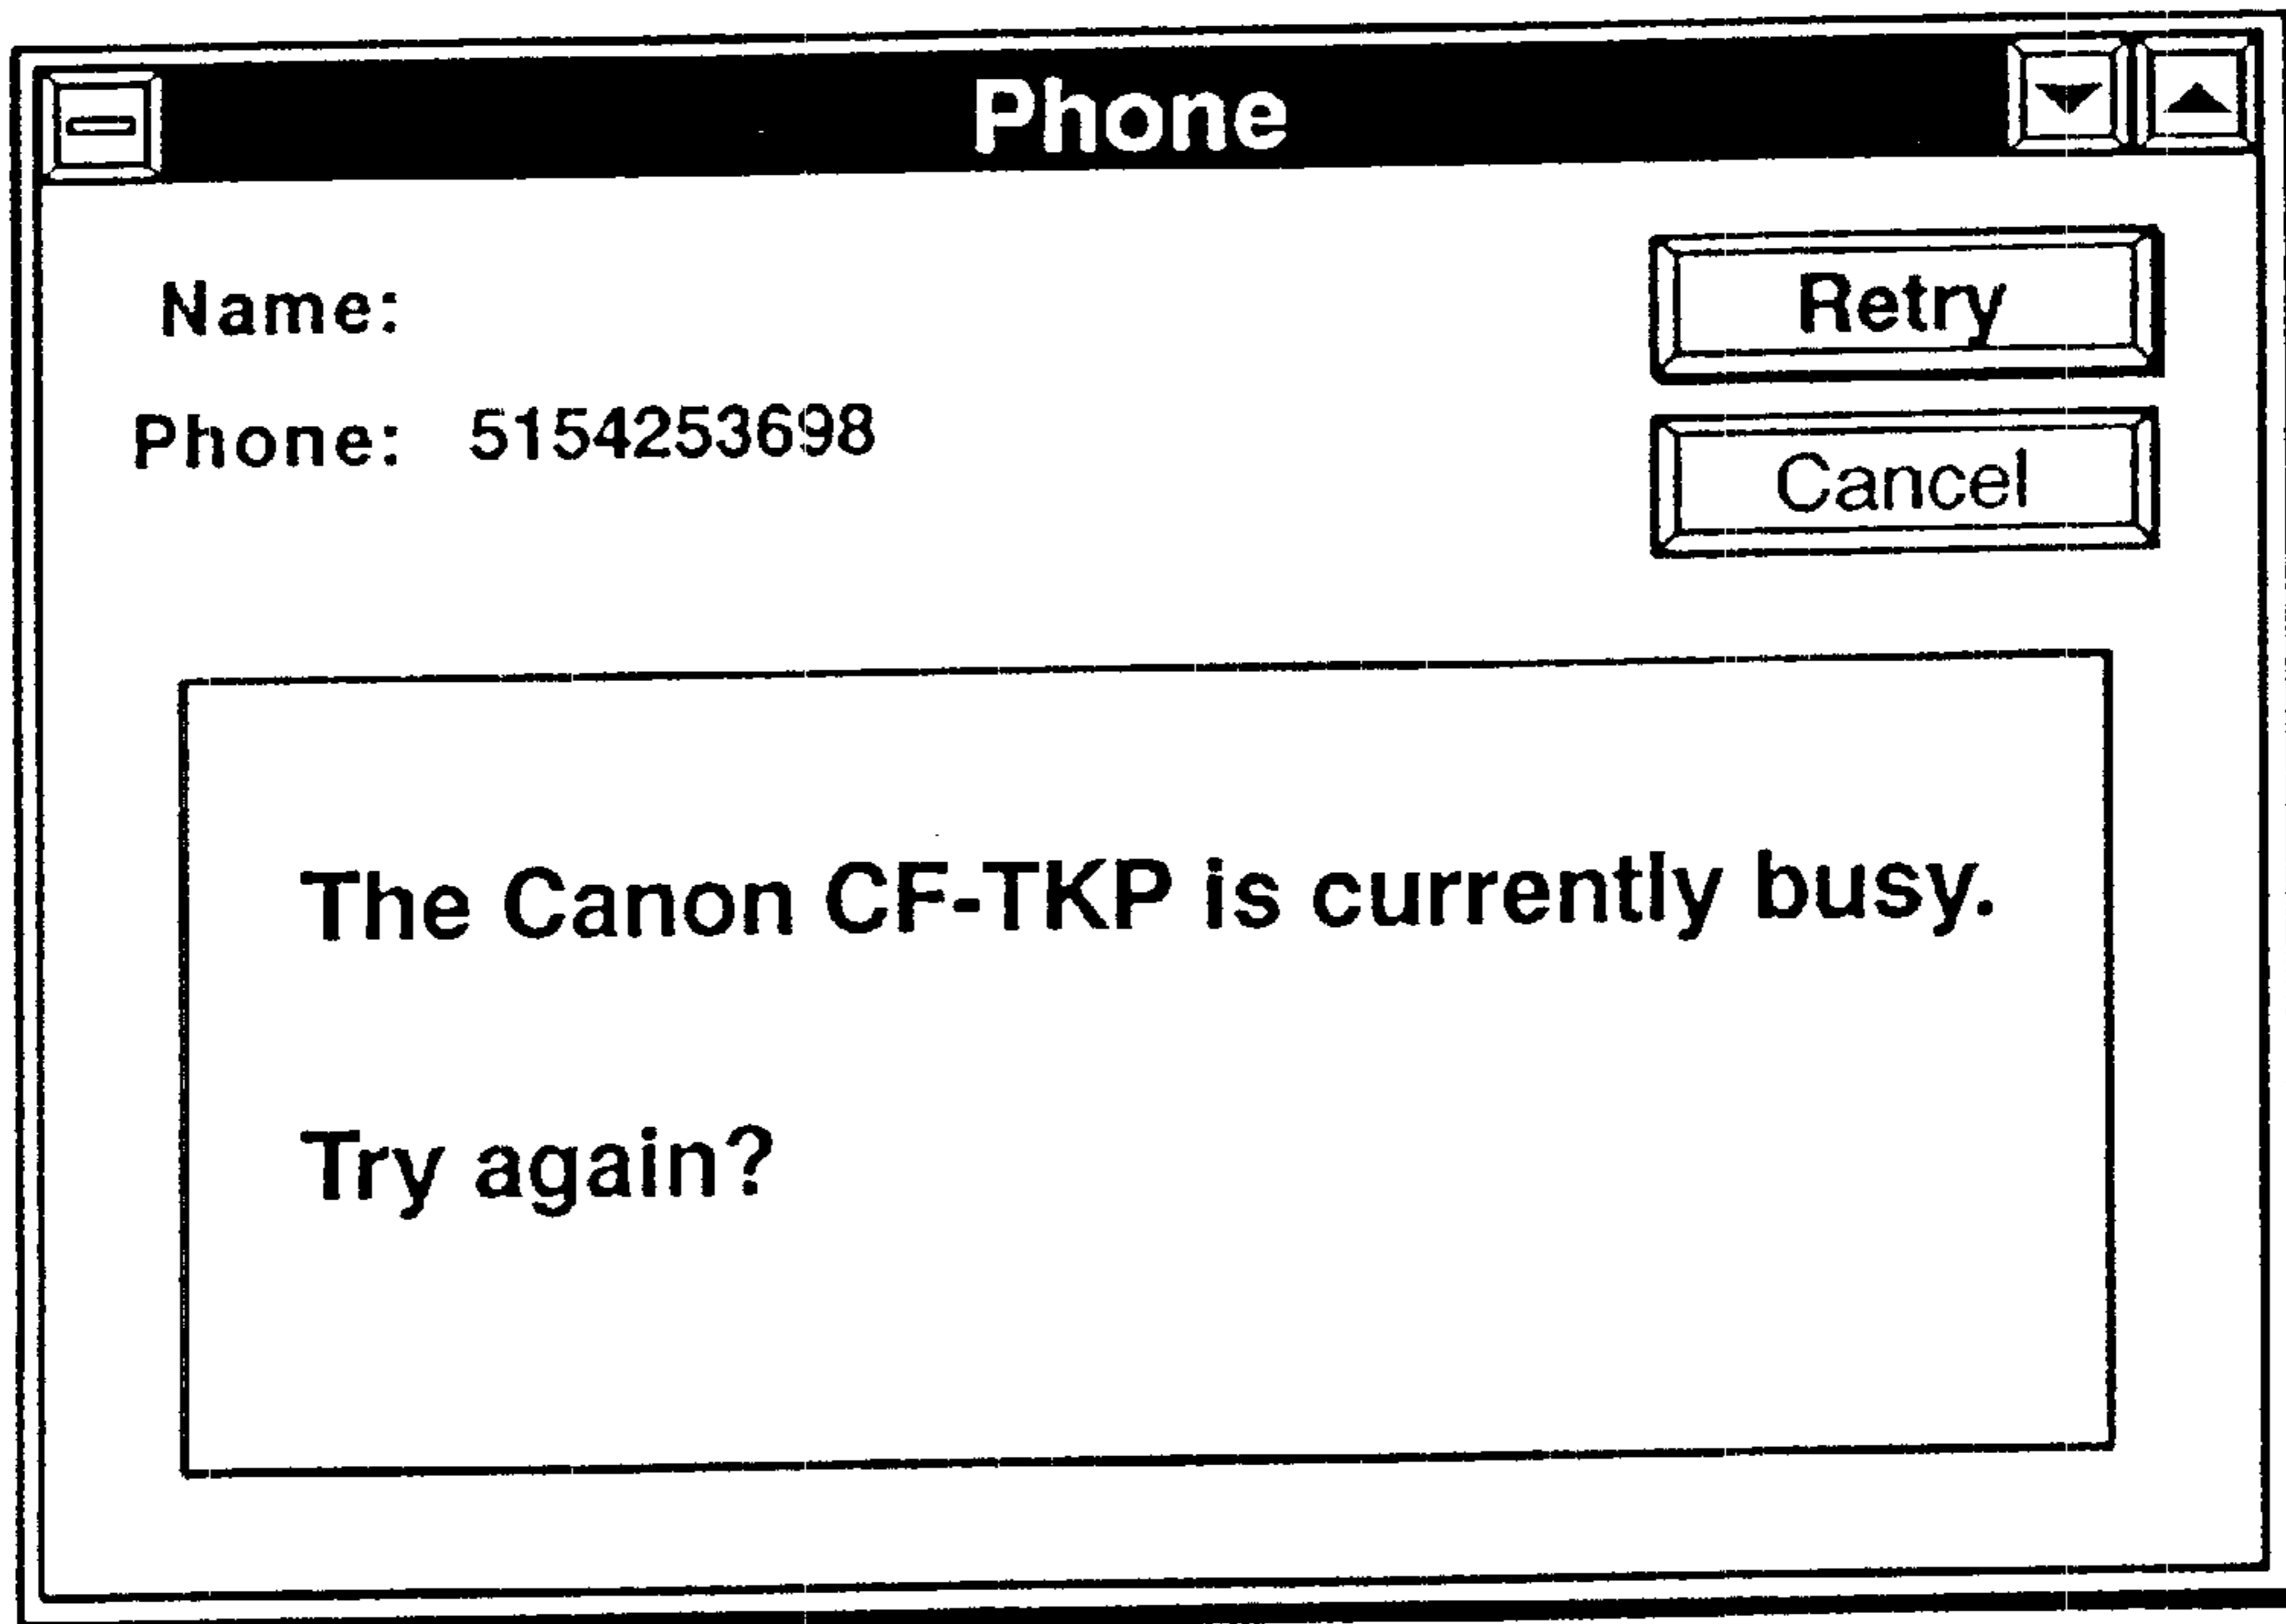 Phone
Name:
Retry
Phone: 5154253698
Cancel
The Canon CF-TKP is currently busy.
Try again?